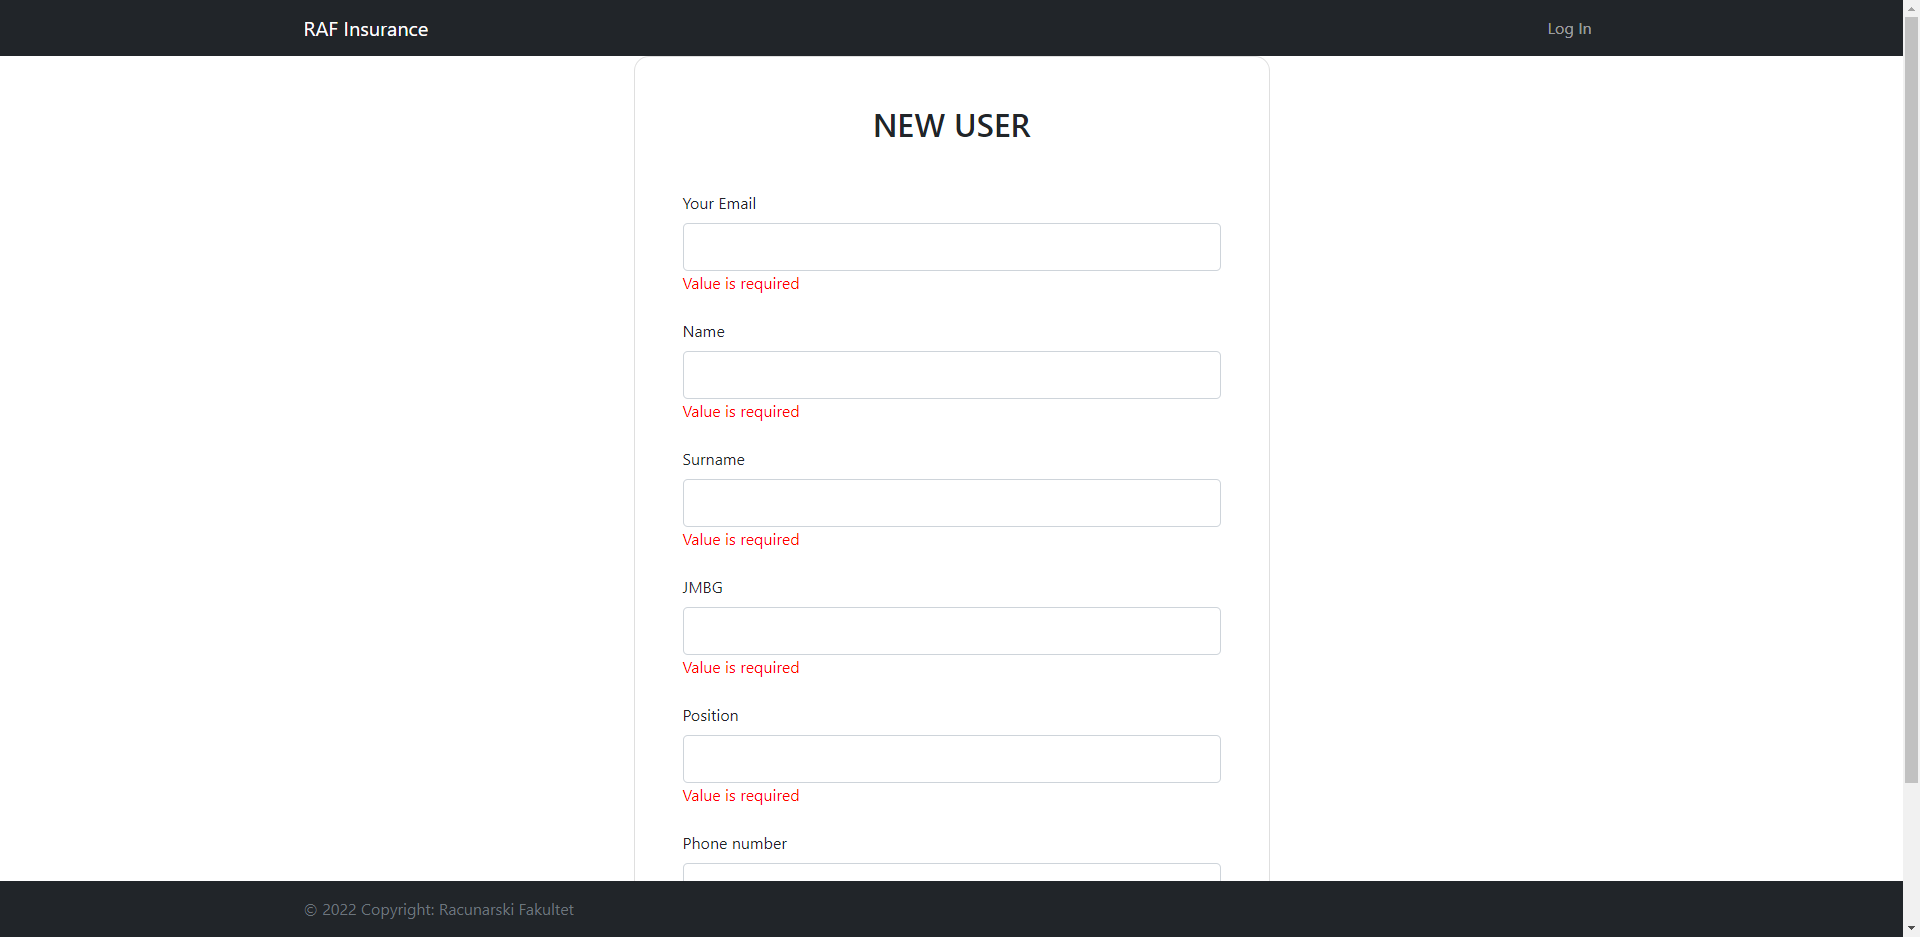 RAF Insurance
Log In
NEW USER
Your Email
Value is required
Name
Value is required
Surname
Value is required
JMBG
Value is required
Position
Value is required
Phone number
© 2022 Copyright: Racunarski Fakultet